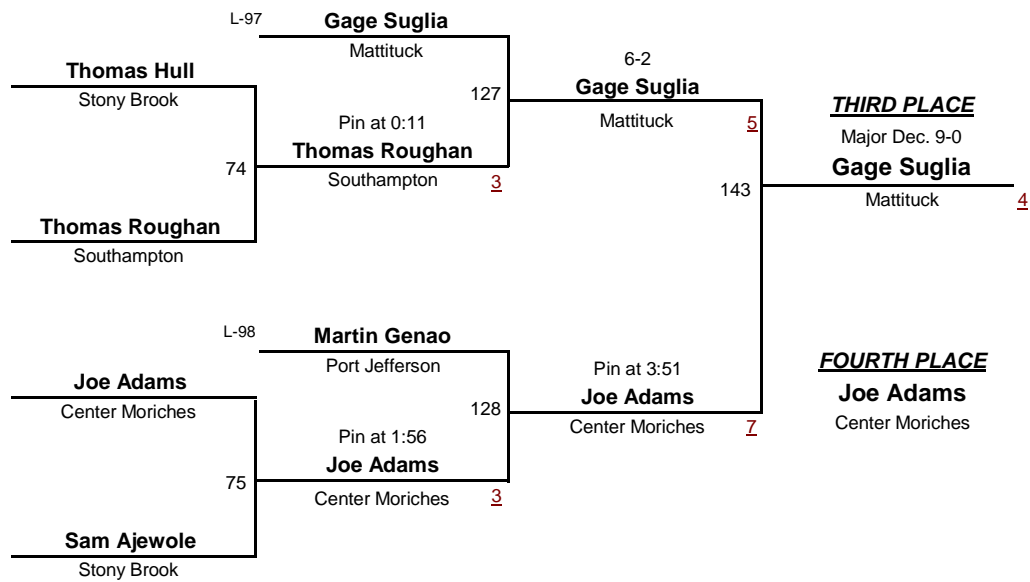 L-97
Gage Suglia
Mattituck
Thomas Hull
Stony Brook
74
Thomas Roughan
Southampton
Pin at 0:11
Thomas Roughan
Southampton
3
127
6-2
Gage Suglia
Mattituck
5
143
THIRD PLACE
Major Dec. 9-0
Gage Suglia
Mattituck
4
L-98
Martin Genao
Port Jefferson
Joe Adams
Center Moriches
75
Sam Ajewole
Stony Brook
Pin at 1:56
Joe Adams
Center Moriches
3
128
Pin at 3:51
Joe Adams
Center Moriches
7
FOURTH PLACE
Joe Adams
Center Moriches